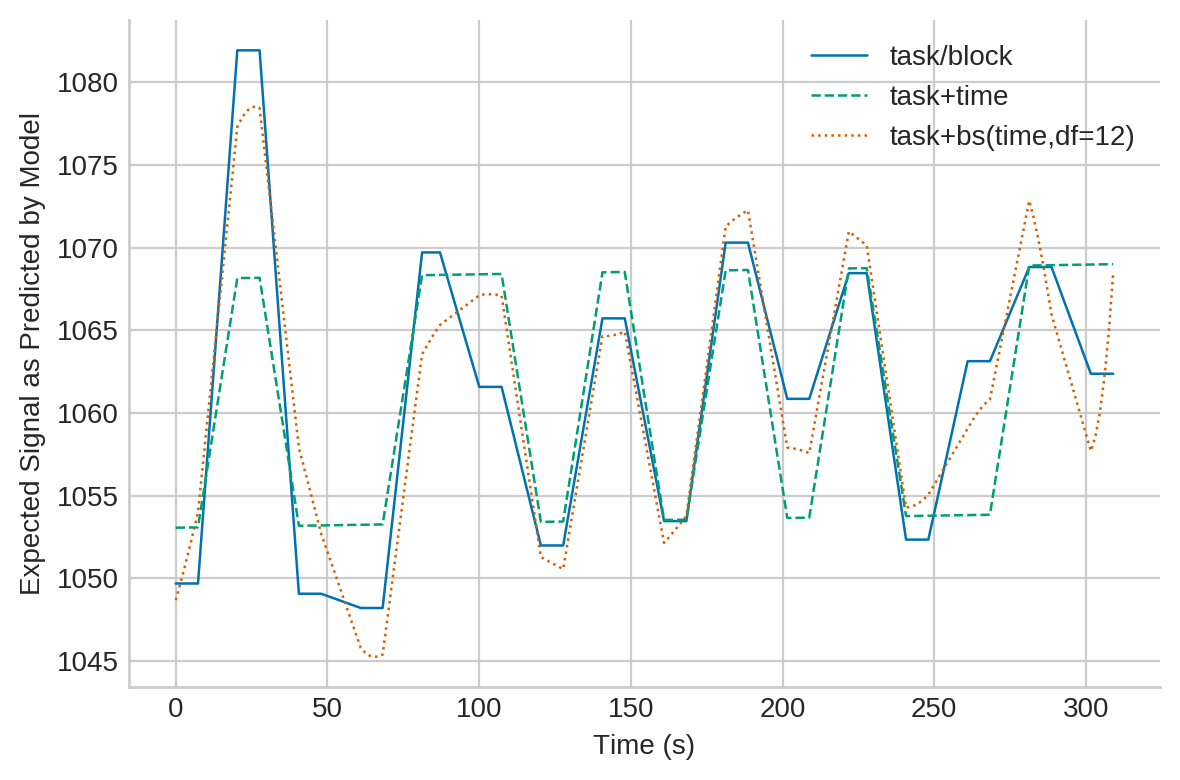 task/block
task+time
task+bs(time,df=12)
Expected Signal as Predicted by Model
1080
1075
1070
1065
1060
1055
1050
1045
0 50 100 150 200 250 300
Time (s)